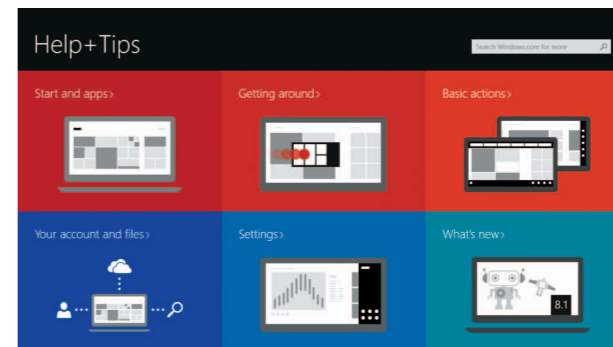 Help+Tips
Search Windows.com for more
Start and apps>
Getting around>
Basic actions>
Your account and files>
Settings>
What's new>
8.1